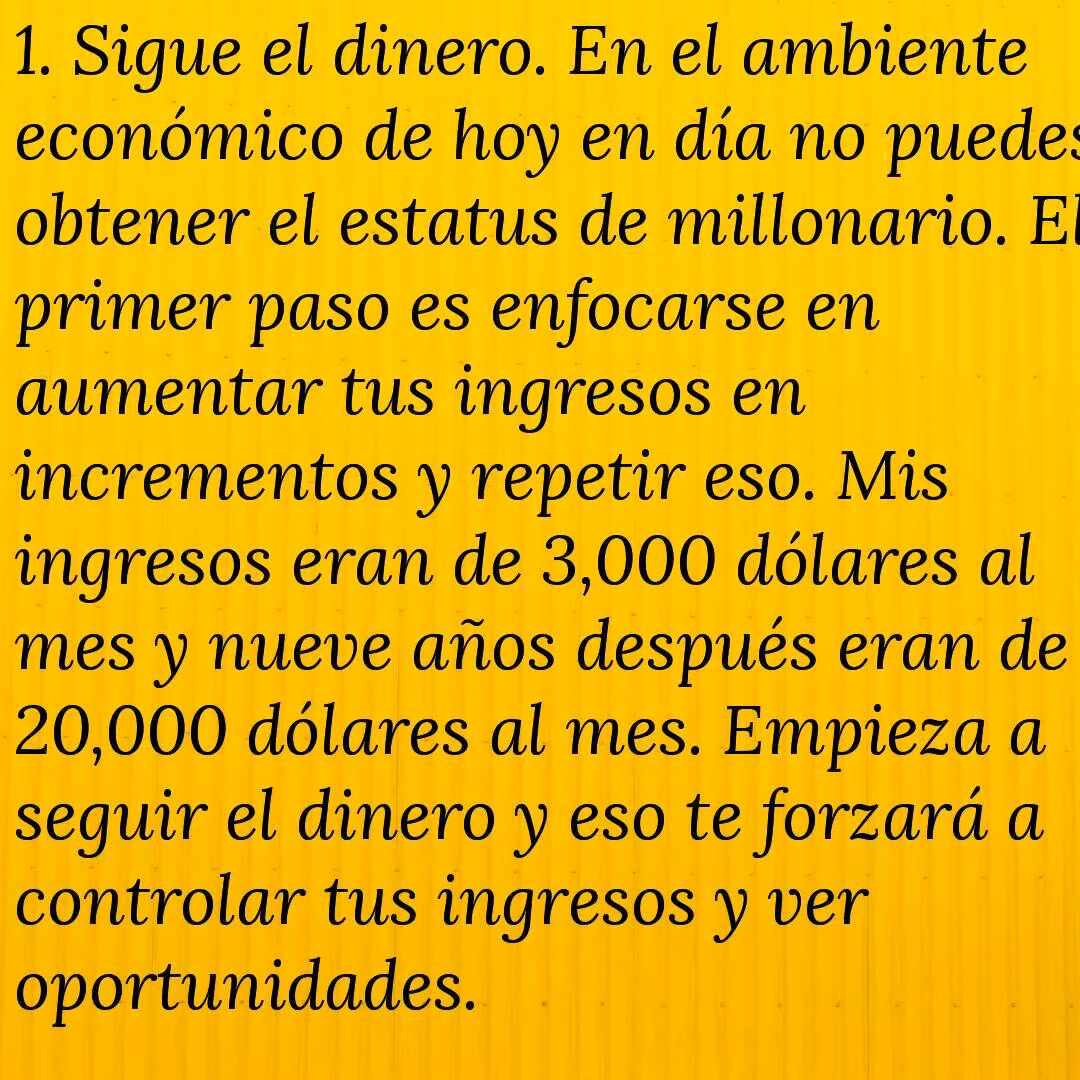 1. Sigue el dinero. En el ambiente
económico de hoy en día no puedes
obtener el estatus de millonario. El
primer paso es enfocarse en
aumentar tus ingresos en
incrementos y repetir eso. Mis
ingresos eran de 3,000 dólares al
mes y nueve años después eran de
20,000 dólares al mes. Empieza a
seguir el dinero y eso te forzará a
controlar tus ingresos y ver
oportunidades.